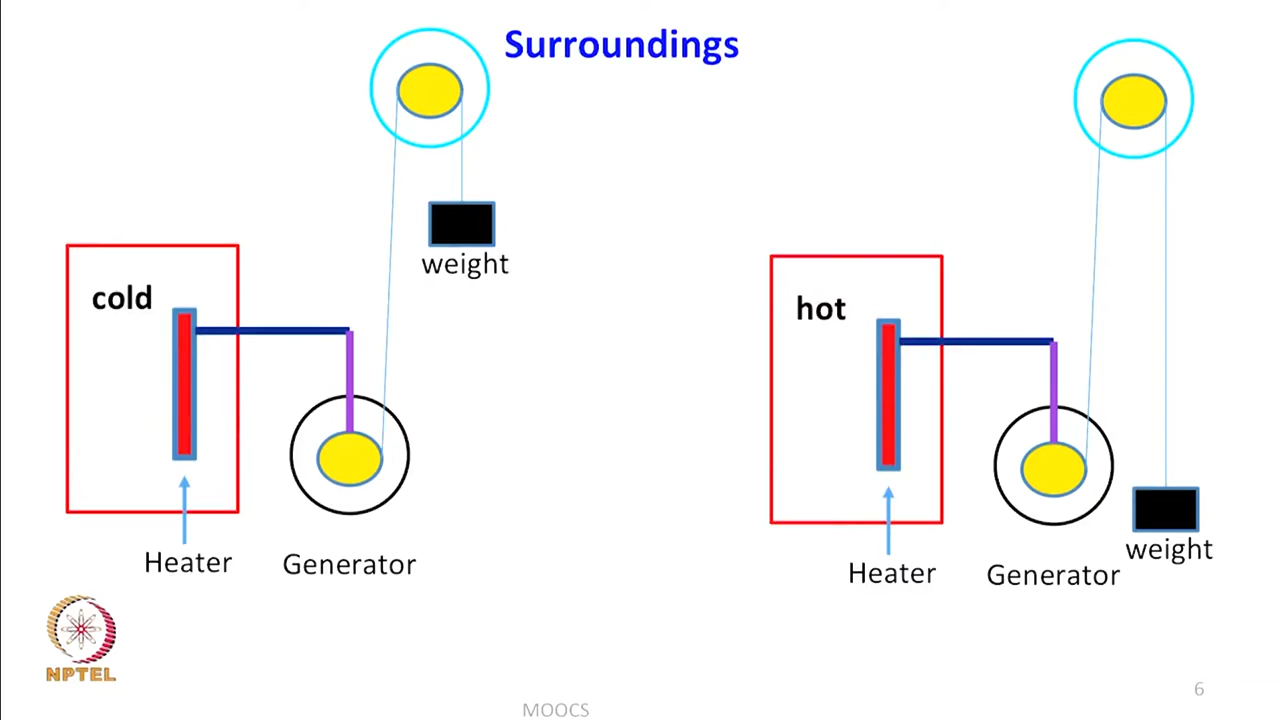 Surroundings
weight
cold
hot
weight
Heater
Generator
Heater
Generator
NPTEL
MOOCS
6